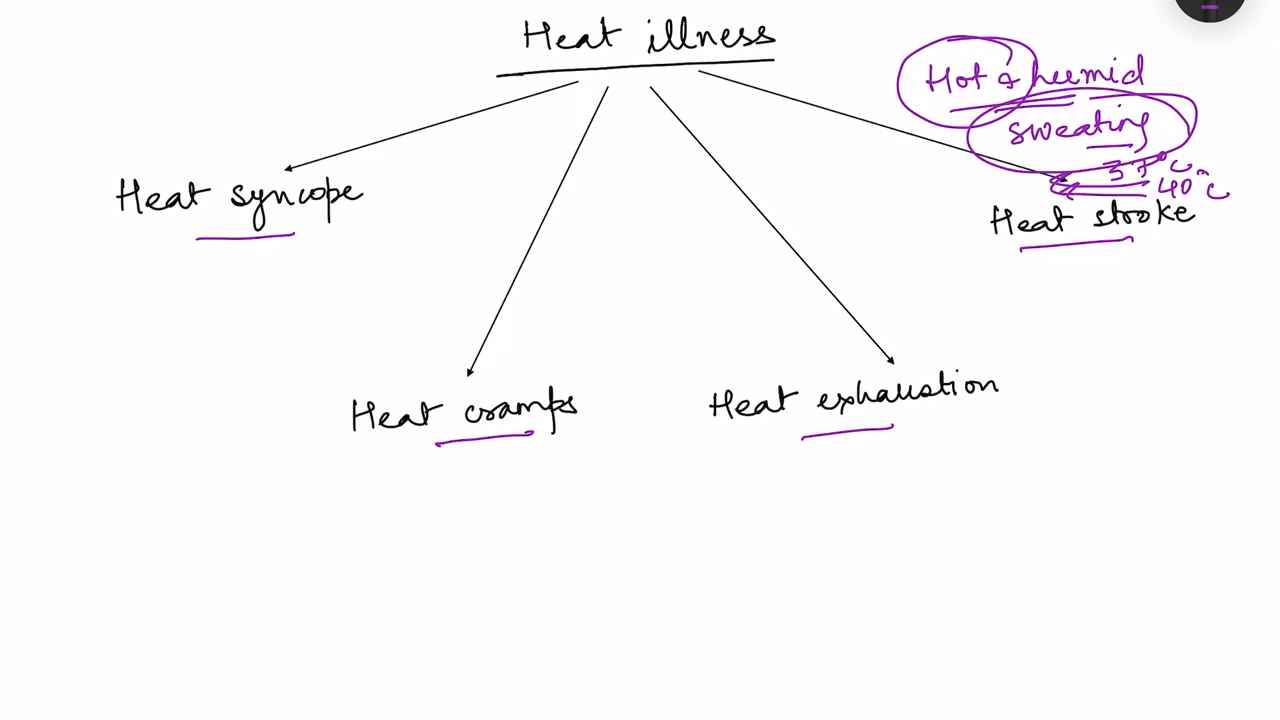 Heat illness
Hot & humid
sweating
37°C
40°C
Heat syncope
Heat stroke
Heat cramps
Heat exhaustion